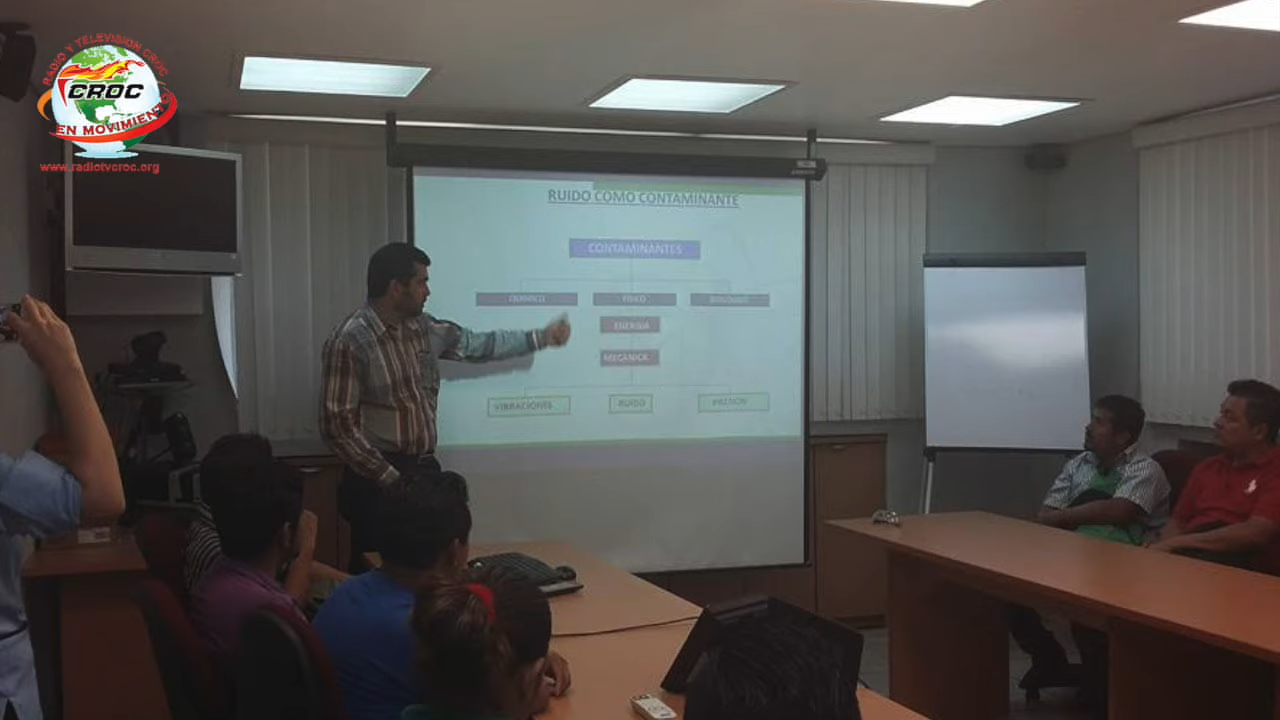 RADIO Y TELEVISION CROC
CROC
EN MOVIMIENTO
www.radiotvcroc.org
RUIDO COMO CONTAMINANTE
CONTAMINANTES
QUIMICO FISICO BIOLOGICO
ENERGIA
MECANICA
VIBRACIONES RUIDO PRESION